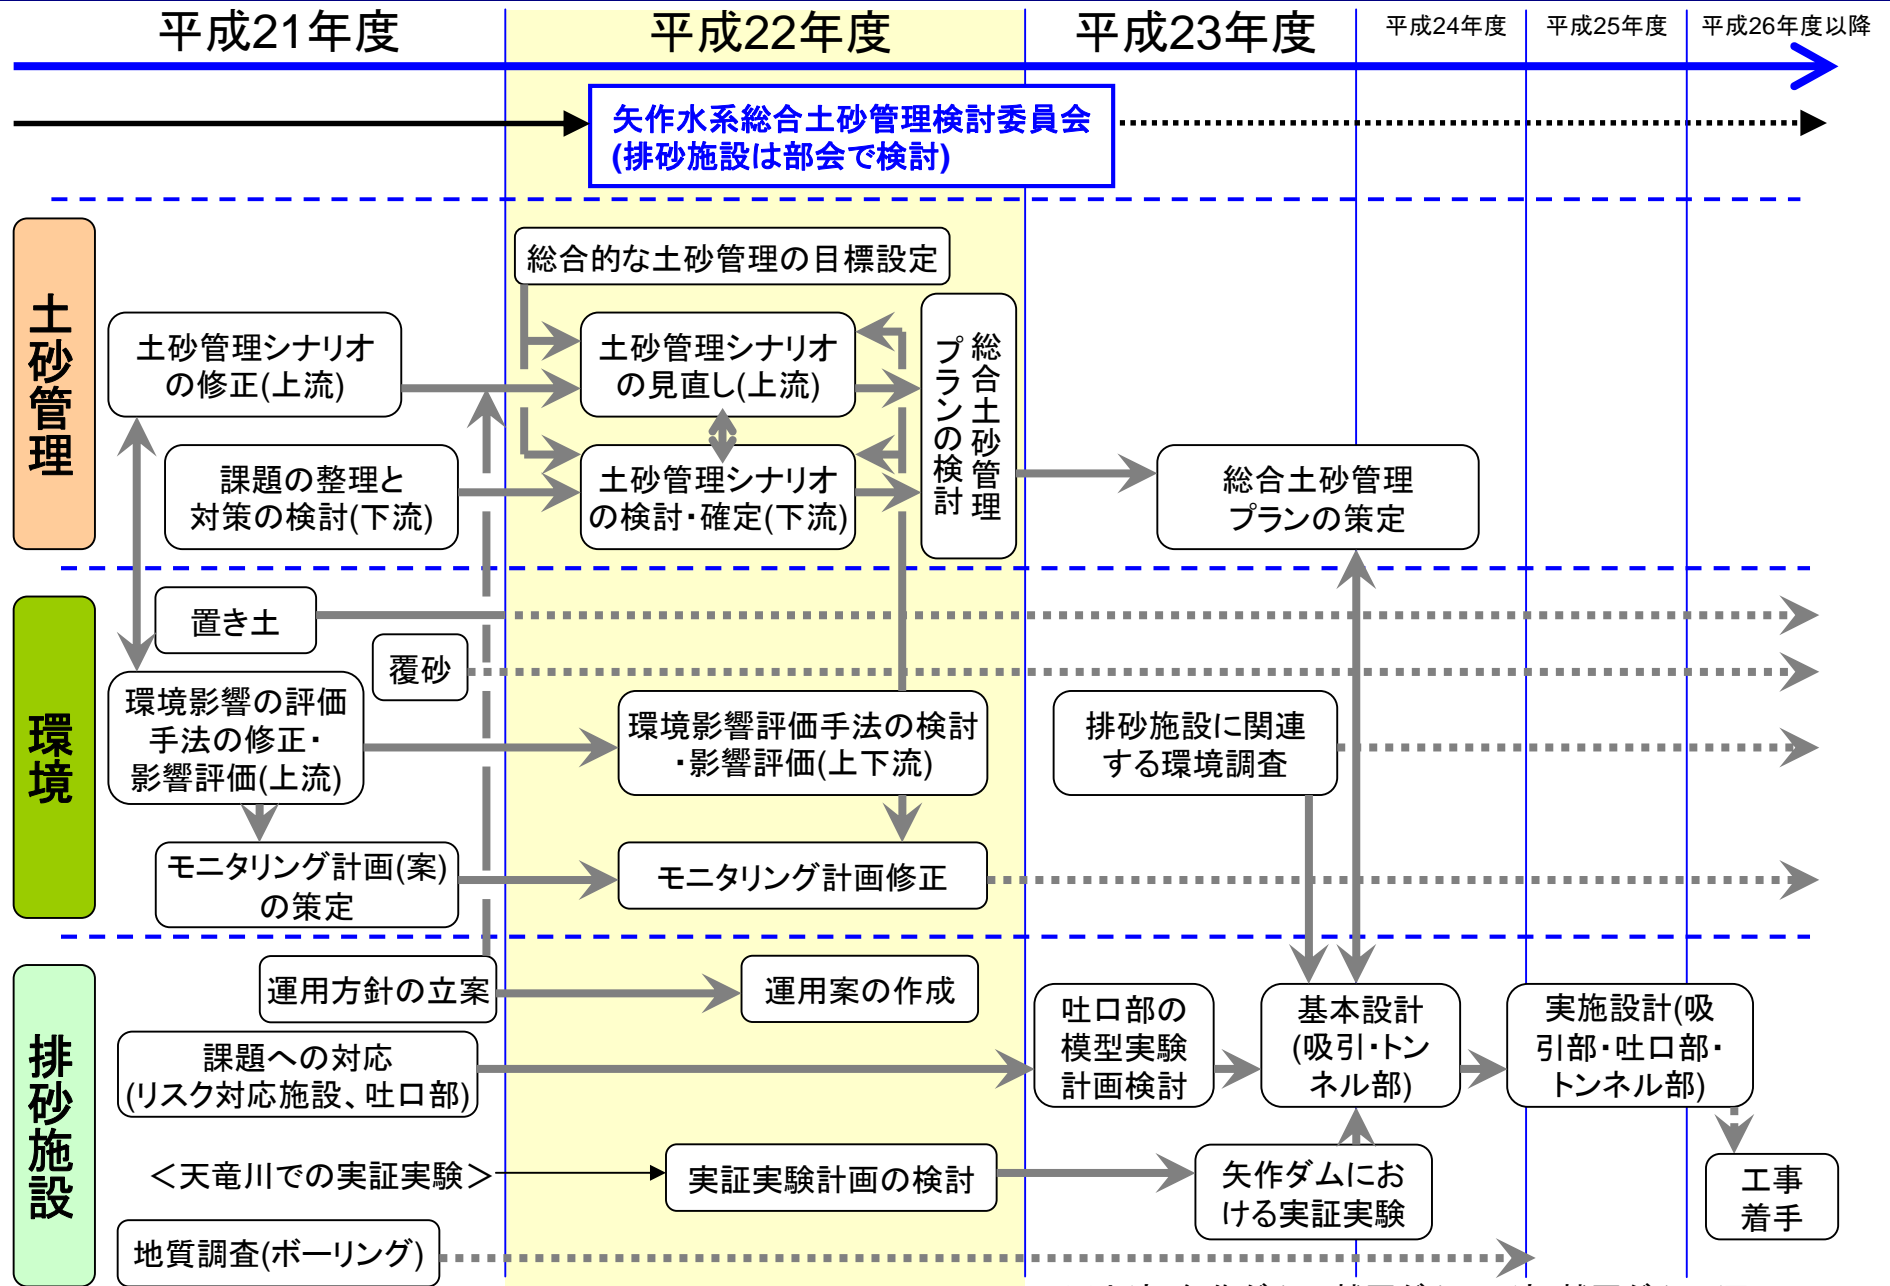 平成21年度
平成22年度
平成23年度
平成24年度
平成25年度
平成26年度以降
矢作水系総合土砂管理検討委員会
(排砂施設は部会で検討)
土砂管理
総合的な土砂管理の目標設定
土砂管理シナリオ
の修正(上流)
土砂管理シナリオ
の見直し(上流)
総合土砂管理
プランの検討
課題の整理と
対策の検討(下流)
土砂管理シナリオ
の検討・確定(下流)
総合土砂管理
プランの策定
環境
置き土
覆砂
環境影響の評価
手法の修正・
影響評価(上流)
環境影響評価手法の検討
・影響評価(上下流)
排砂施設に関連
する環境調査
モニタリング計画(案)
の策定
モニタリング計画修正
排砂施設
運用方針の立案
運用案の作成
課題への対応
(リスク対応施設、吐口部)
吐口部の
模型実験
計画検討
基本設計
(吸引・トン
ネル部)
実施設計(吸
引部・吐口部・
トンネル部)
＜天竜川での実証実験＞
実証実験計画の検討
矢作ダムにお
ける実証実験
工事
着手
地質調査(ボーリング)